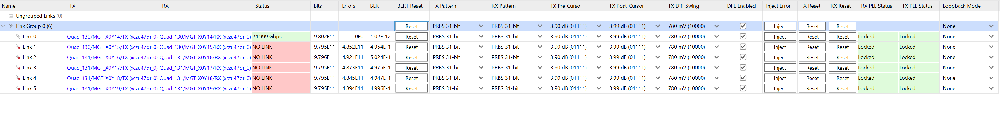 Name TX RX Status Bits Errors BER BERT Reset TX Pattern RX Pattern TX Pre-Cursor TX Post-Cursor TX Diff Swing DFE Enabled Inject Error TX Reset RX Reset RX PLL Status TX PLL Status Loopback Mode
Ungrouped Links (0)
Link Group 0 (6) Reset PRBS 31-bit PRBS 31-bit 3.90 dB (01111) 3.99 dB (01111) 780 mV (10000) Inject Reset Reset None
Link 0 Quad_130/MGT_X0Y14/TX (xczu47dr_0) Quad_130/MGT_X0Y14/RX (xczu47dr_0) 24.999 Gbps 9.802E11 0E0 1.02E-12 Reset PRBS 31-bit PRBS 31-bit 3.90 dB (01111) 3.99 dB (01111) 780 mV (10000) Inject Reset Reset Locked Locked None
Link 1 Quad_130/MGT_X0Y15/TX (xczu47dr_0) Quad_130/MGT_X0Y15/RX (xczu47dr_0) NO LINK 9.795E11 4.852E11 4.954E-1 Reset PRBS 31-bit PRBS 31-bit 3.90 dB (01111) 3.99 dB (01111) 780 mV (10000) Inject Reset Reset Locked Locked None
Link 2 Quad_131/MGT_X0Y16/TX (xczu47dr_0) Quad_131/MGT_X0Y16/RX (xczu47dr_0) NO LINK 9.796E11 4.921E11 5.024E-1 Reset PRBS 31-bit PRBS 31-bit 3.90 dB (01111) 3.99 dB (01111) 780 mV (10000) Inject Reset Reset Locked Locked None
Link 3 Quad_131/MGT_X0Y17/TX (xczu47dr_0) Quad_131/MGT_X0Y17/RX (xczu47dr_0) NO LINK 9.795E11 4.873E11 4.975E-1 Reset PRBS 31-bit PRBS 31-bit 3.90 dB (01111) 3.99 dB (01111) 780 mV (10000) Inject Reset Reset Locked Locked None
Link 4 Quad_131/MGT_X0Y18/TX (xczu47dr_0) Quad_131/MGT_X0Y18/RX (xczu47dr_0) NO LINK 9.795E11 4.845E11 4.947E-1 Reset PRBS 31-bit PRBS 31-bit 3.90 dB (01111) 3.99 dB (01111) 780 mV (10000) Inject Reset Reset Locked Locked None
Link 5 Quad_131/MGT_X0Y19/TX (xczu47dr_0) Quad_131/MGT_X0Y19/RX (xczu47dr_0) NO LINK 9.795E11 4.894E11 4.996E-1 Reset PRBS 31-bit PRBS 31-bit 3.90 dB (01111) 3.99 dB (01111) 780 mV (10000) Inject Reset Reset Locked Locked None